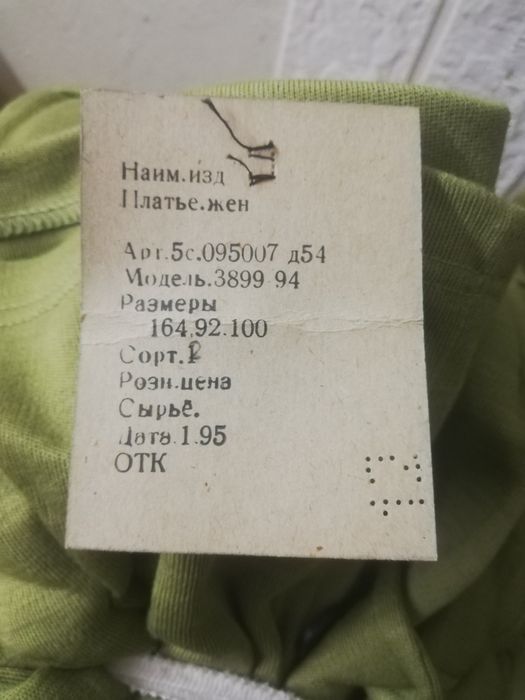 Наим.изд
Платье.жен
Арт.5с.095007 д54
Модель.3899-94
Размеры
164.92.100
Сорт.
Розн.цена
Сырьё.
Дата.1.95
ОТК